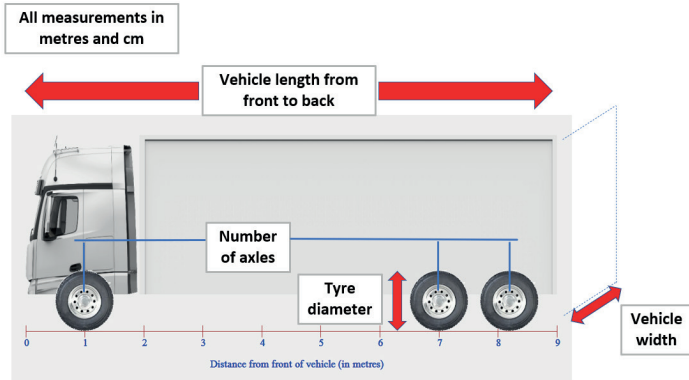 All measurements in
metres and cm
Vehicle length from
front to back
Number
of axles
Tyre
diameter
Vehicle
width
0 1 2 3 4 5 6 7 8 9
Distance from front of vehicle (in metres)